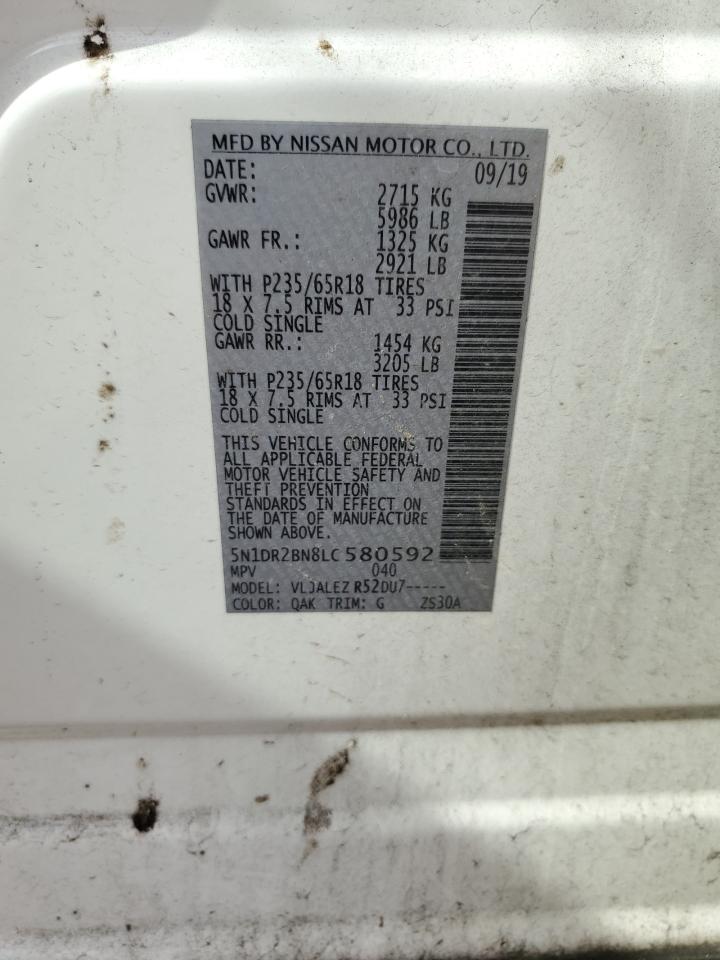 MFD BY NISSAN MOTOR CO., LTD.
DATE: 09/19
GVWR: 2715 KG
5986 LB
GAWR FR.: 1325 KG
2921 LB
WITH P235/65R18 TIRES
18 X 7.5 RIMS AT 33 PSI
COLD SINGLE
GAWR RR.: 1454 KG
3205 LB
WITH P235/65R18 TIRES
18 X 7.5 RIMS AT 33 PSI
COLD SINGLE
THIS VEHICLE CONFORMS TO
ALL APPLICABLE FEDERAL
MOTOR VEHICLE SAFETY AND
THEFT PREVENTION
STANDARDS IN EFFECT ON
THE DATE OF MANUFACTURE
SHOWN ABOVE.
5N1DR2BN8LC580592
MPV 040
MODEL: VLJALEZ R52DU7-----
COLOR: QAK TRIM: G ZS30A